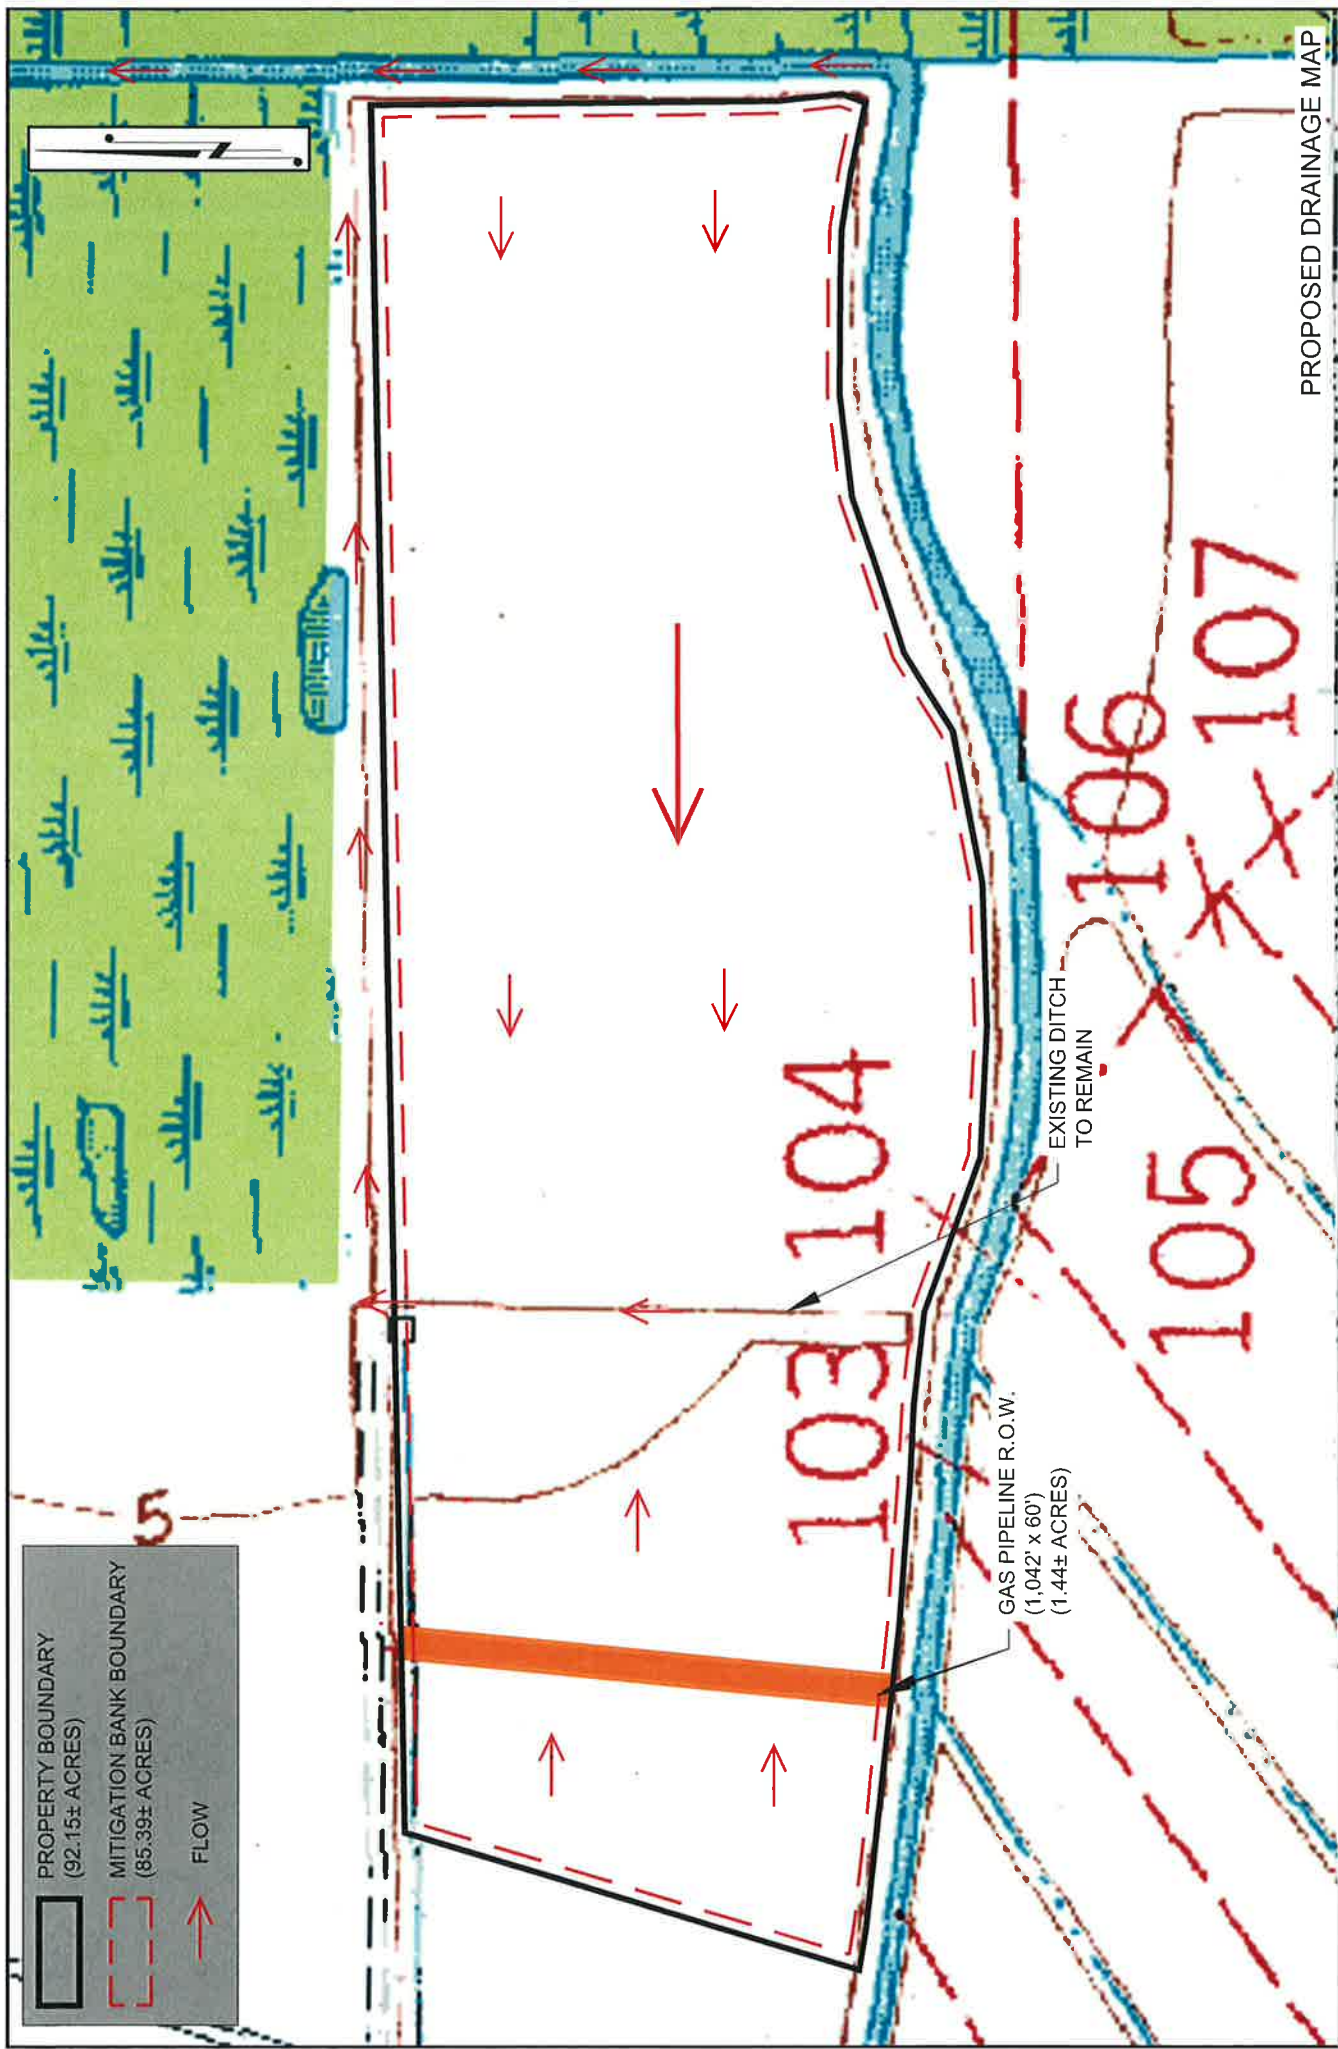 PROPERTY BOUNDARY
(92.15± ACRES)
MITIGATION BANK BOUNDARY
(85.39± ACRES)
FLOW
5
103
104
105
106
107
EXISTING DITCH
TO REMAIN
GAS PIPELINE R.O.W.
(1,042' x 60')
(1.44± ACRES)
PROPOSED DRAINAGE MAP